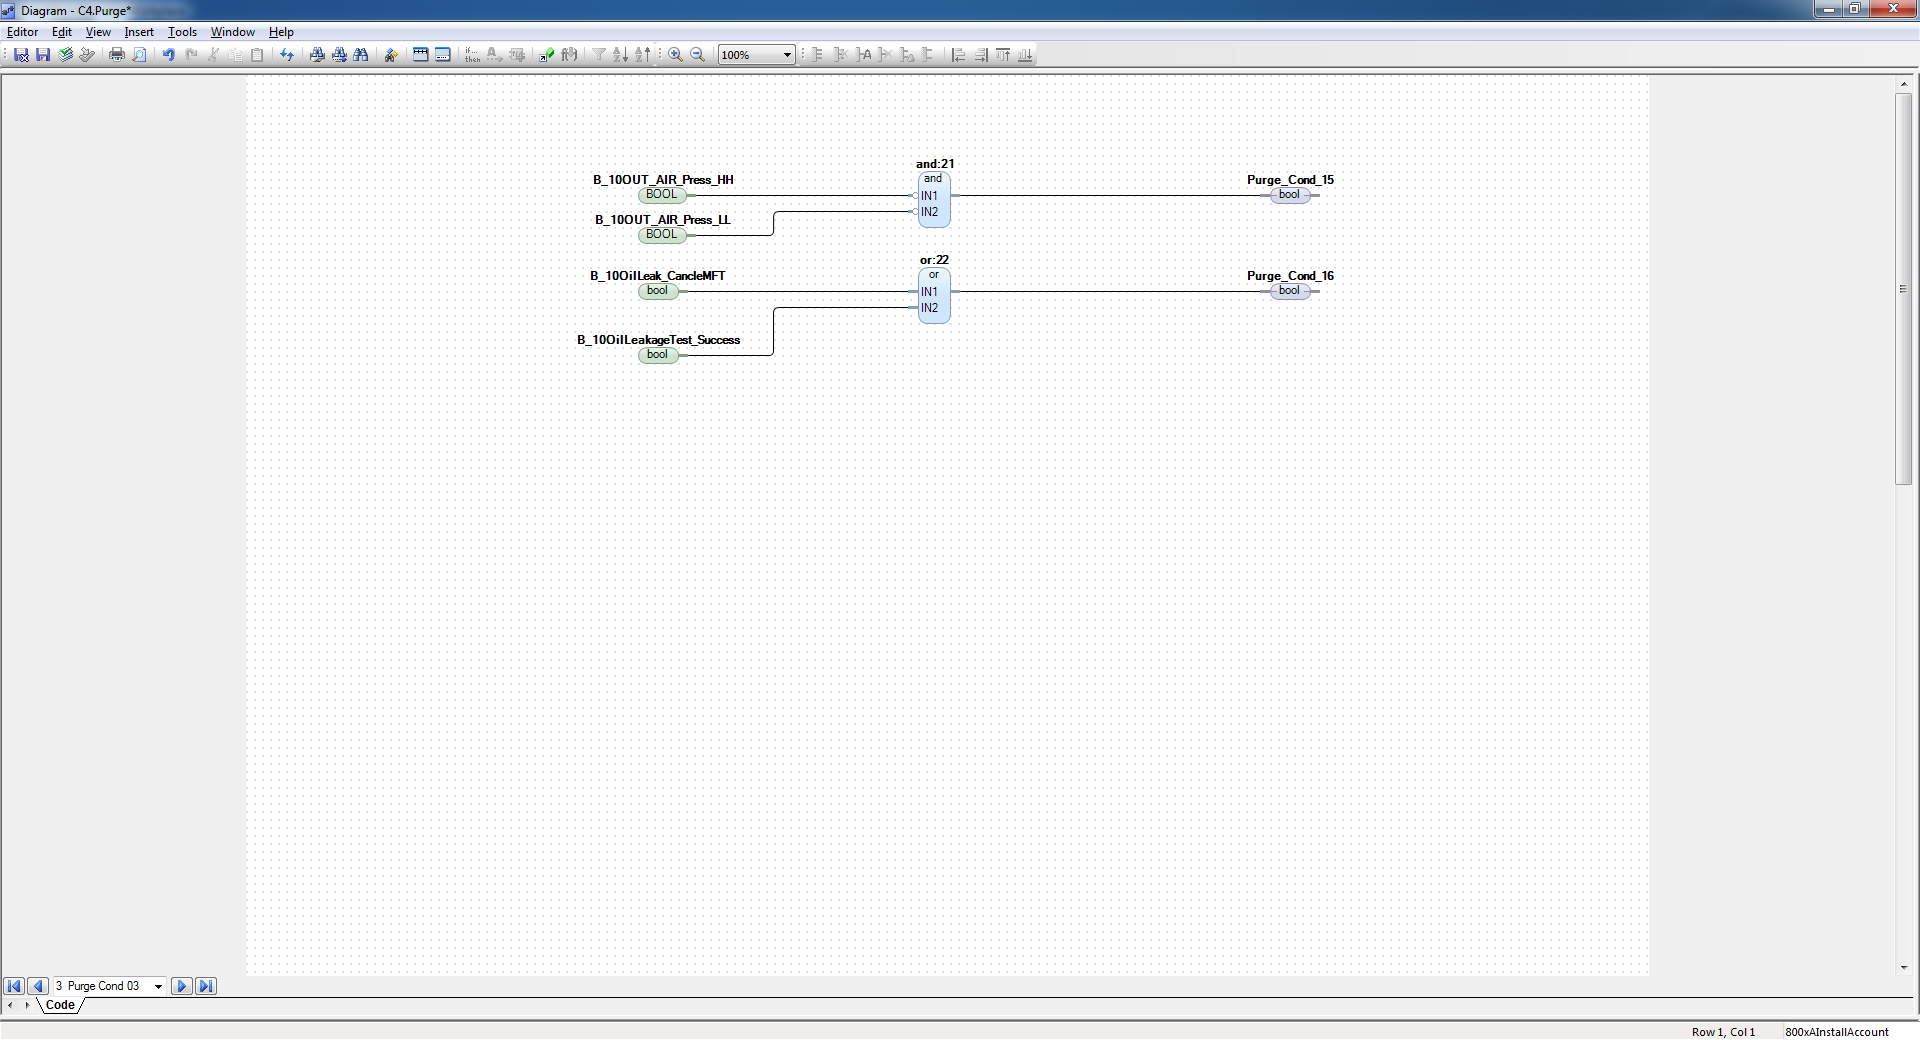 Diagram - C4.Purge*
Editor Edit View Insert Tools Window Help
if...
then
100%
and:21
B_10OUT_AIR_Press_HH
and
Purge_Cond_15
BOOL
IN1
bool
IN2
B_10OUT_AIR_Press_LL
BOOL
or:22
B_10OilLeak_CancleMFT
or
Purge_Cond_16
bool
IN1
bool
IN2
B_10OilLeakageTest_Success
bool
3 Purge Cond 03
Code
Row 1, Col 1
800xAInstallAccount